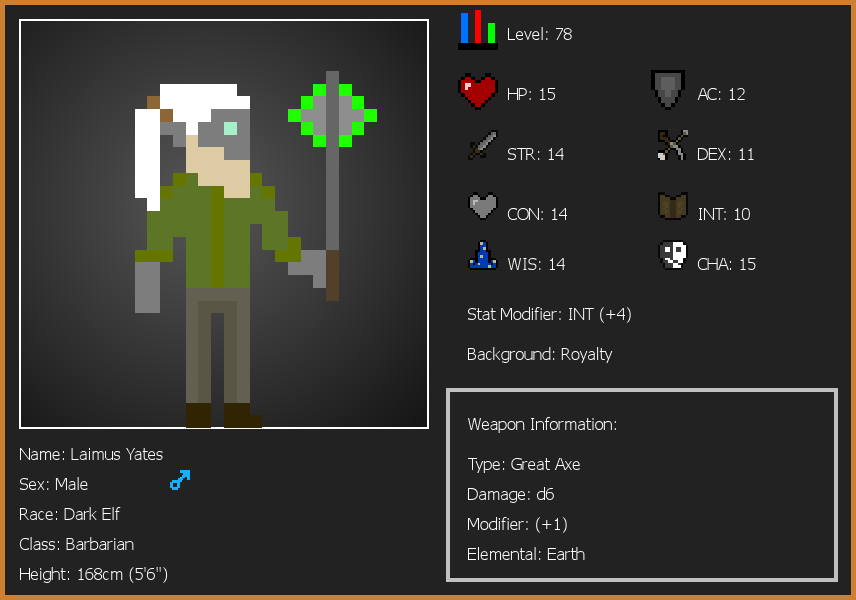 Level: 78
HP: 15
AC: 12
STR: 14
DEX: 11
CON: 14
INT: 10
WIS: 14
CHA: 15
Stat Modifier: INT (+4)
Background: Royalty
Weapon Information:
Type: Great Axe
Damage: d6
Modifier: (+1)
Elemental: Earth
Name: Laimus Yates
Sex: Male
Race: Dark Elf
Class: Barbarian
Height: 168cm (5'6")